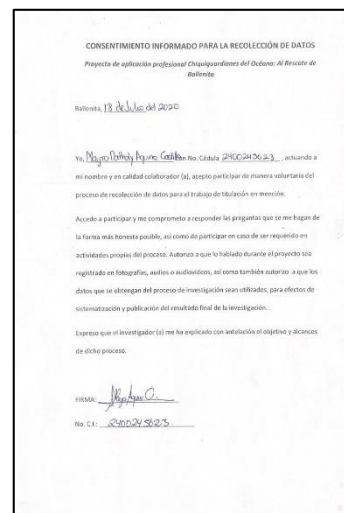 CONSENTIMIENTO INFORMADO PARA LA RECOLECCIÓN DE DATOS
Proyecto de aplicación profesional Chiquiguardianes del Océano: Al Rescate de
Ballenita
Ballenita, 18 de Julio del 2020
Yo, Mayra Aquino con No. Cédula 2400245623, actuando a
mi nombre y en calidad colaborador (a), acepto participar de manera voluntaria del
proceso de recolección de datos para el trabajo de titulación en mención.
Accedo a participar y me comprometo a responder las preguntas que se me hagan de
la forma más honesta posible, así como de participar en caso de ser requerido en
actividades propias del proceso. Autorizo a que lo hablado durante el proyecto sea
registrado en fotografías, audios o audiovideos, así como también autorizo a que los
datos que se obtengan del proceso de investigación sean utilizados, para efectos de
sistematización y publicación del resultado final de la investigación.
Expreso que el investigador (a) me ha explicado con antelación el objetivo y alcances
de dicho proceso.
FIRMA:
No. C.I.: 2400245623